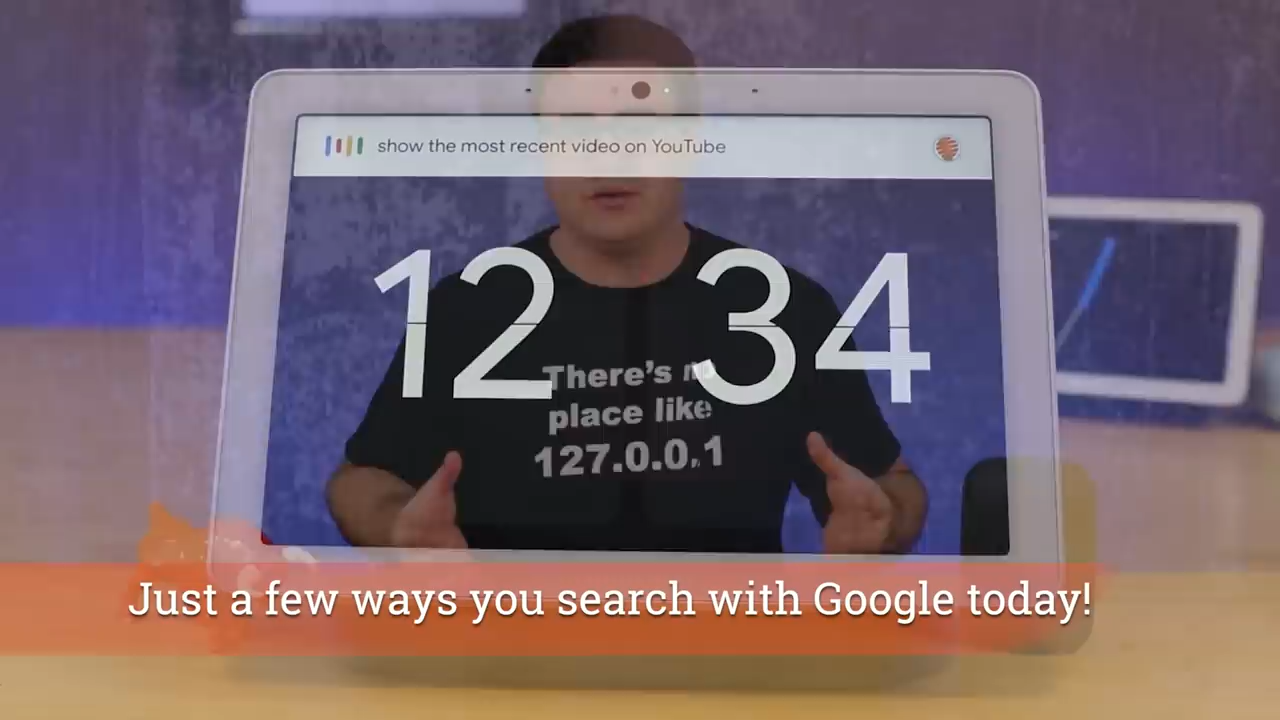 show the most recent video on YouTube
12 34
There's no
place like
127.0.0.1
Just a few ways you search with Google today!